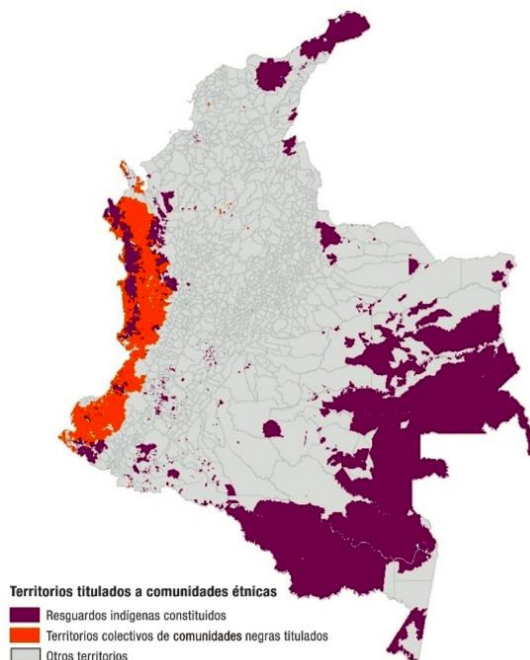 Territorios titulados a comunidades étnicas
Resguardos indígenas constituidos
Territorios colectivos de comunidades negras titulados
Otros territorios